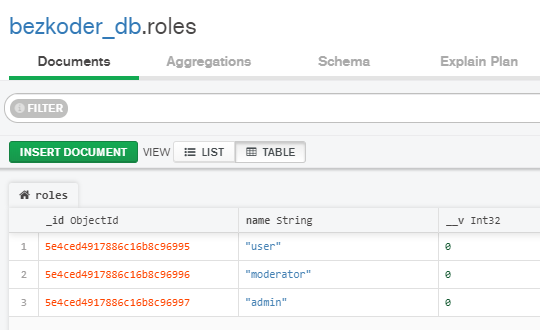 bezkoder_db.roles
Documents Aggregations Schema Explain Plan
FILTER
INSERT DOCUMENT VIEW LIST TABLE
roles
_id ObjectId name String __v Int32
1 5e4ced4917886c16b8c96995 "user" 0
2 5e4ced4917886c16b8c96996 "moderator" 0
3 5e4ced4917886c16b8c96997 "admin" 0